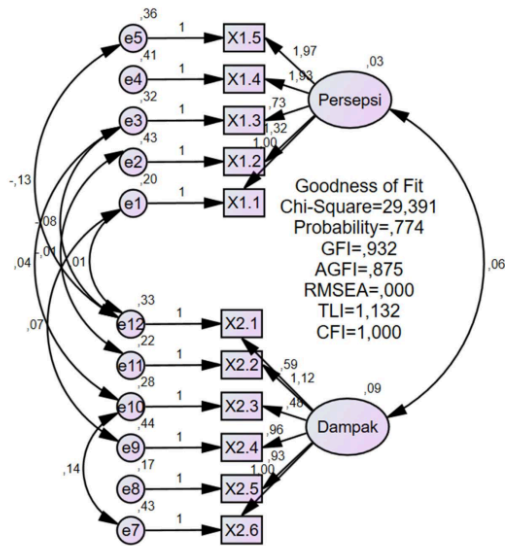 ,36
e5 1 X1.5
,41
e4 1 X1.4
,32
e3 1 X1.3
,43
e2 1 X1.2
,20
e1 1 X1.1
1,97
1,93
,73
1,32
1,00
,03
Persepsi
Goodness of Fit
Chi-Square=29,391
Probability=,774
GFI=,932
AGFI=,875
RMSEA=,000
TLI=1,132
CFI=1,000
,06
-,13
-,08
,04
-,01
,01
,07
,14
,33
e12 1 X2.1
,22
e11 1 X2.2
,28
e10 1 X2.3
,44
e9 1 X2.4
,17
e8 1 X2.5
,43
e7 1 X2.6
,59
1,12
,48
,96
,93
1,00
,09
Dampak